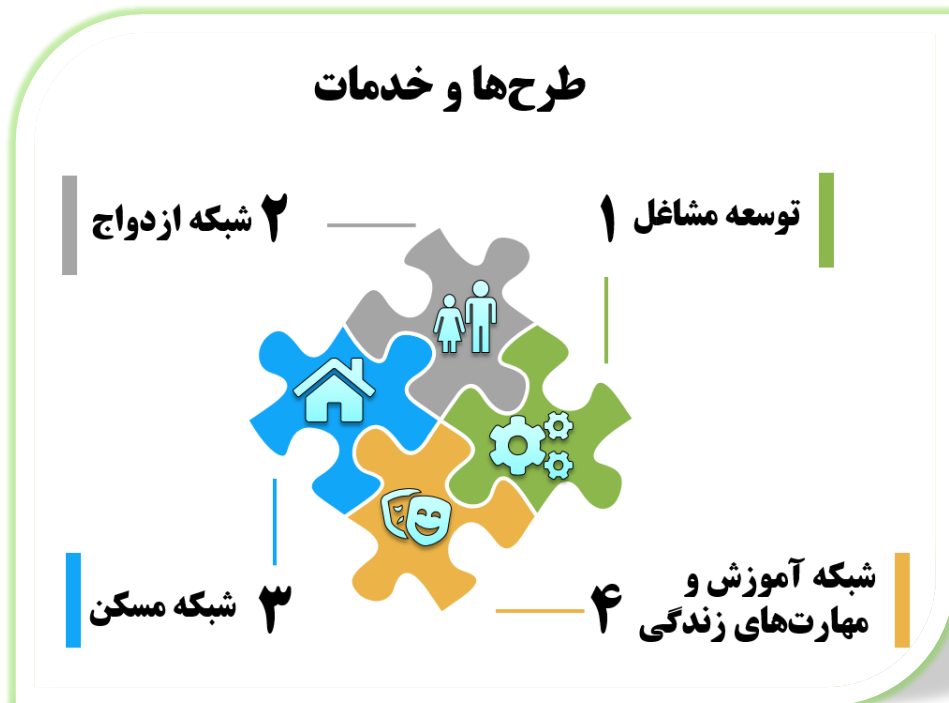 طرح‌ها و خدمات
۱ توسعه مشاغل
۲ شبکه ازدواج
۳ شبکه مسکن
۴ شبکه آموزش و
مهارت‌های زندگی